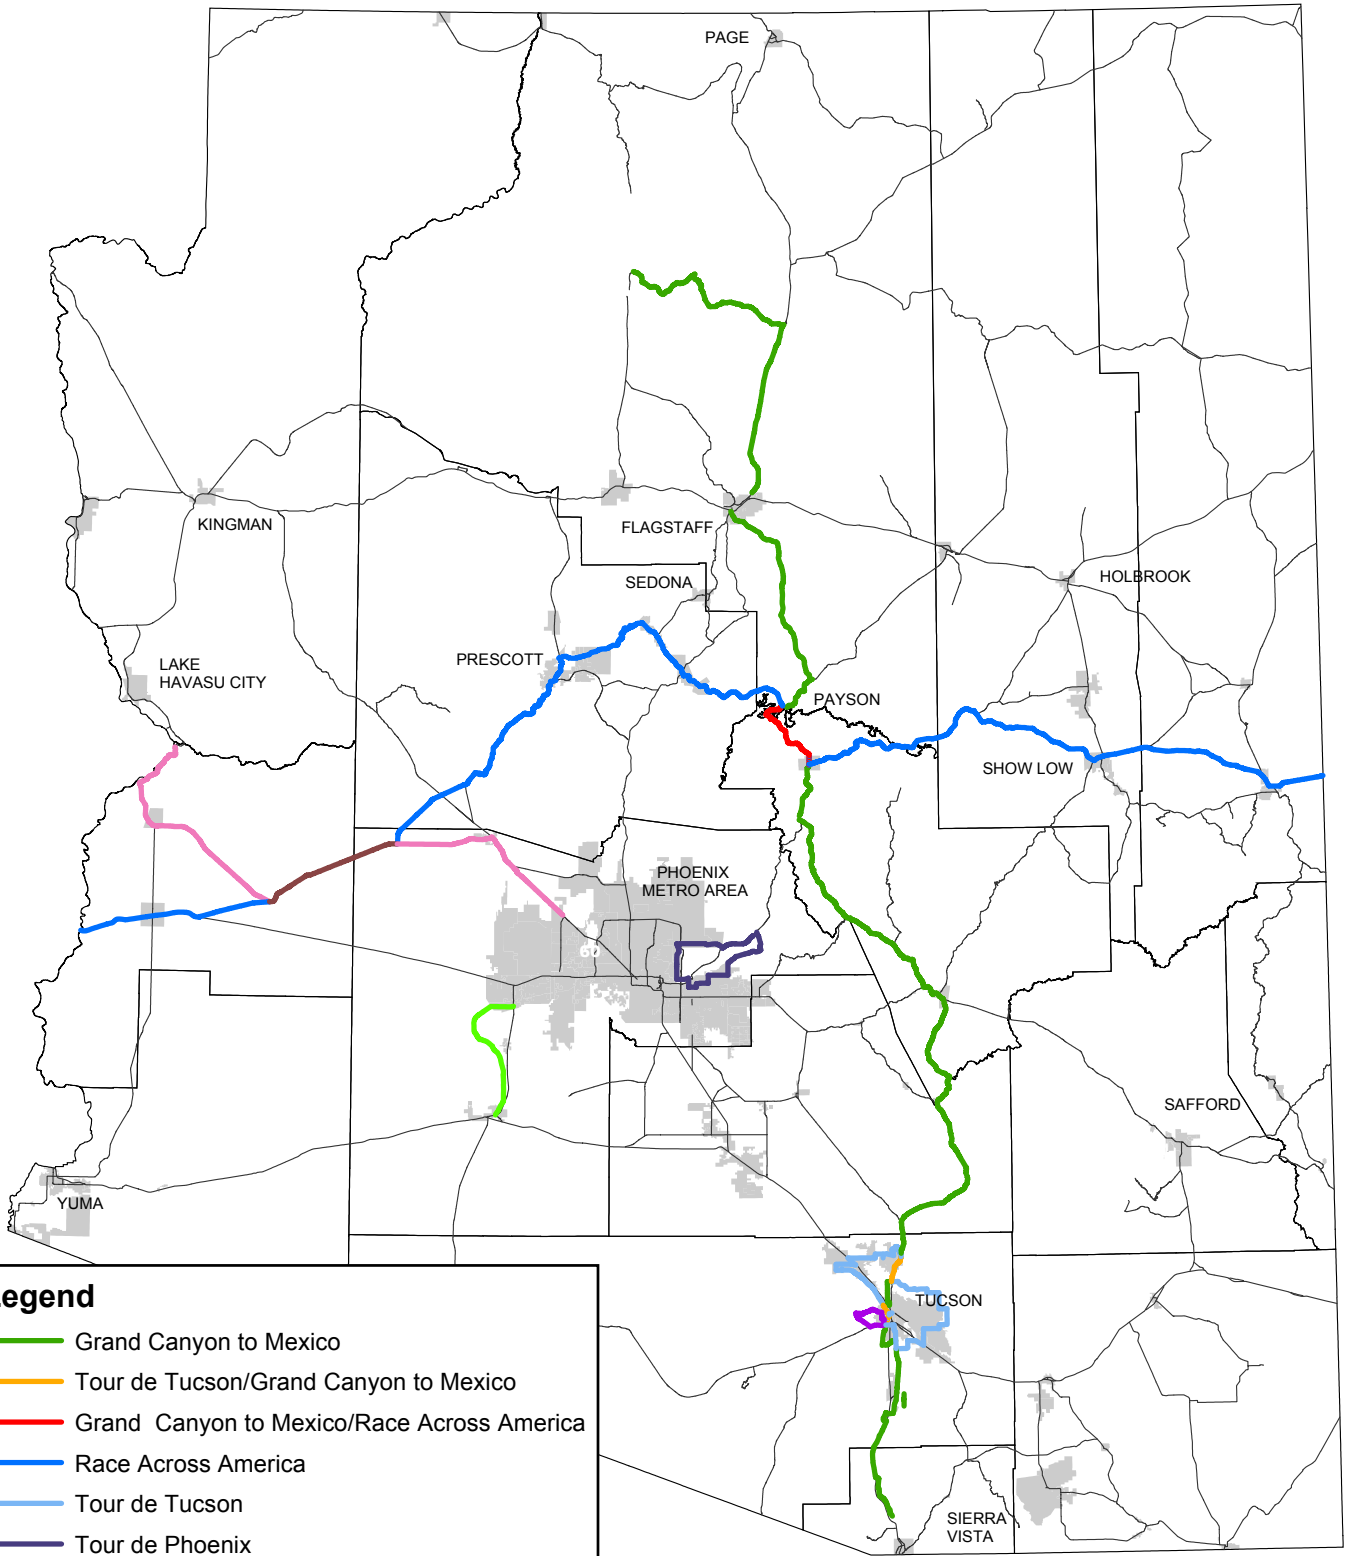 PAGE
KINGMAN
FLAGSTAFF
HOLBROOK
SEDONA
PRESCOTT
LAKE
HAVASU CITY
PAYSON
SHOW LOW
PHOENIX
METRO AREA
60
SAFFORD
YUMA
TUCSON
SIERRA
VISTA
egend
Grand Canyon to Mexico
Tour de Tucson/Grand Canyon to Mexico
Grand Canyon to Mexico/Race Across America
Race Across America
Tour de Tucson
Tour de Phoenix